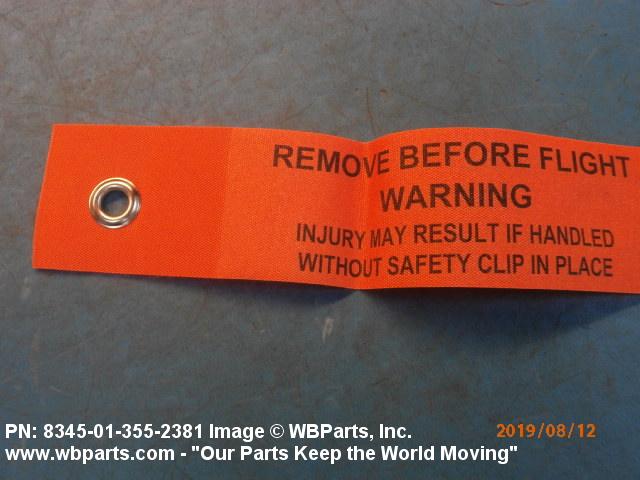 REMOVE BEFORE FLIGHT
WARNING
INJURY MAY RESULT IF HANDLED
WITHOUT SAFETY CLIP IN PLACE
PN: 8345-01-355-2381 Image © WBParts, Inc.
2019/08/12
www.wbparts.com - "Our Parts Keep the World Moving"